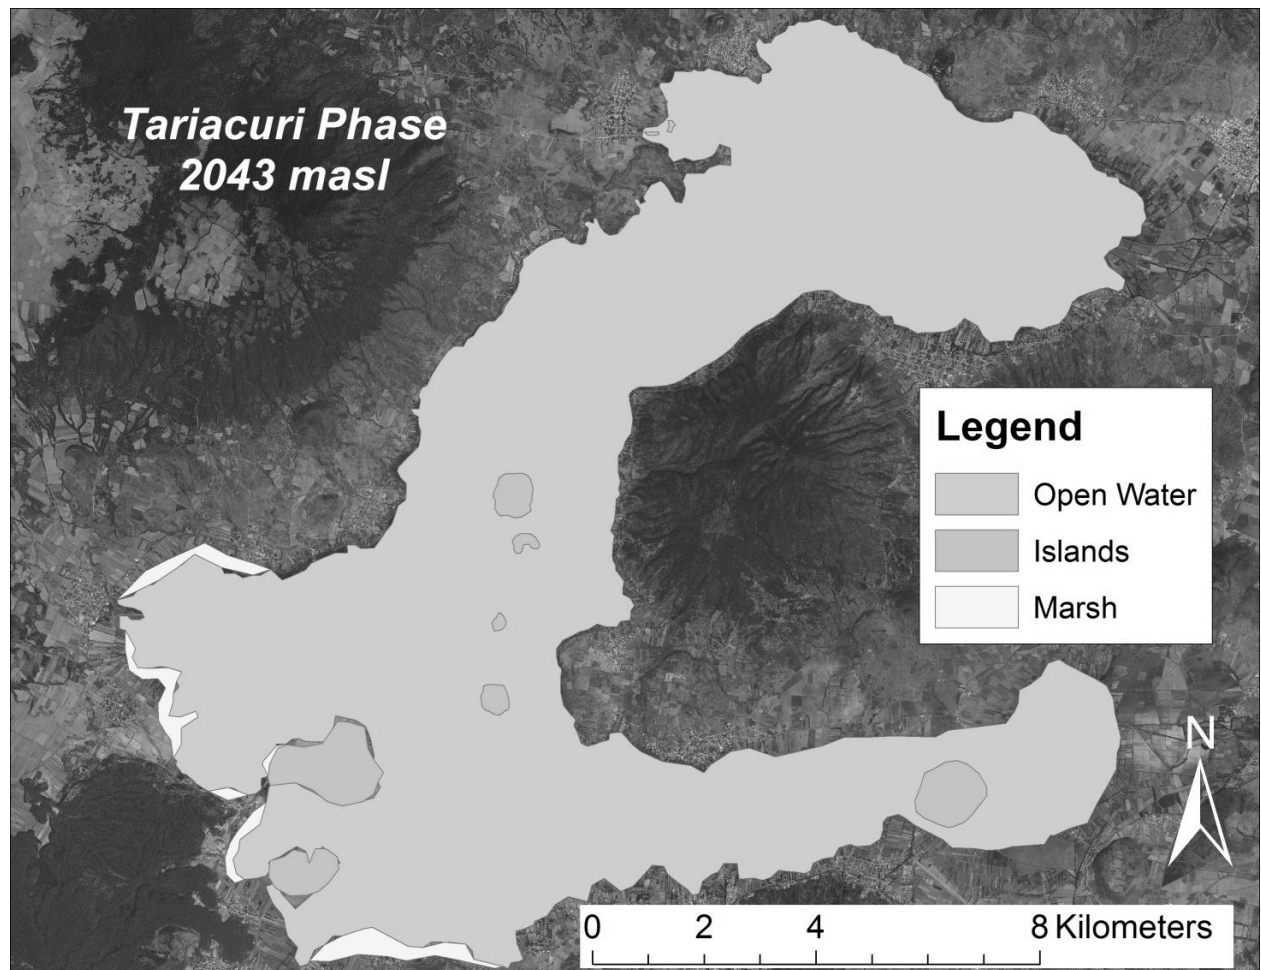 Tariacuri Phase
2043 masl
Legend
Open Water
Islands
Marsh
N
0 2 4 8 Kilometers